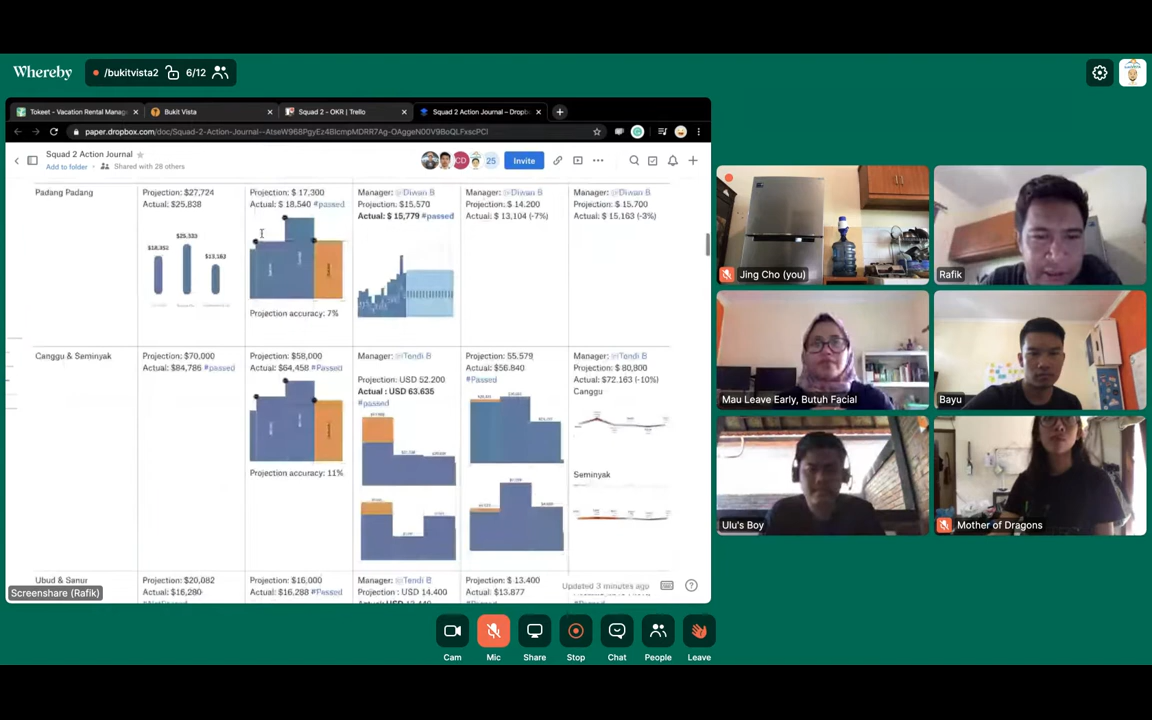 Whereby
/bukitvista2
6/12
Tokeet – Vacation Rental Manag
Bukit Vista
Squad 2 - OKR | Trello
Squad 2 Action Journal – Dropb
Squad 2 Action Journal
Add to folder
Shared with 28 others
CD
25
Invite
Padang Padang
Projection: $27,724
Actual: $25,838
Projection: $ 17,300
Actual: $ 18,540 #passed
Projection accuracy: 7%
Manager: @Diwan B
Projection: $15,570
Actual: $ 15,779 #passed
Manager: @Diwan B
Projection: $ 14.200
Actual: $ 13,104 (-7%)
Manager: @Diwan B
Projection: $ 15.700
Actual: $ 15,163 (-3%)
Canggu & Seminyak
Projection: $70,000
Actual: $84,786 #passed
Projection: $58,000
Actual: $64,458 #Passed
Projection accuracy: 11%
Manager: @Tendi B
Projection: USD 52.200
Actual : USD 63.635
#passed
Projection: 55.579
Actual: $56.840
#Passed
Manager: @Tendi B
Projection: $ 80,800
Actual: $72.163 (-10%)
Canggu
Seminyak
Ubud & Sanur
Projection: $20,082
Actual: $16,280
Projection: $16,000
Actual: $16.288 #Passed
Manager: @Tendi B
Projection : USD 14.400
Projection: $ 13.400
Actual: $13.877
Updated 3 minutes ago
Screenshare (Rafik)
Jing Cho (you)
Rafik
Mau Leave Early, Butuh Facial
Bayu
Ulu's Boy
Mother of Dragons
Cam
Mic
Share
Stop
Chat
People
Leave